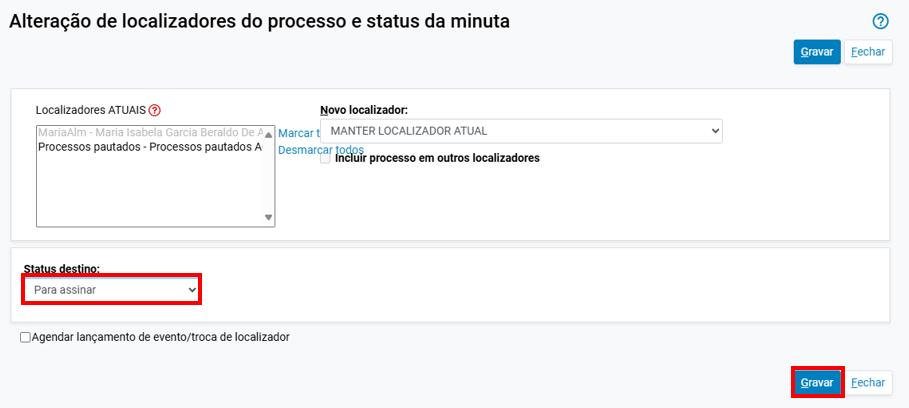 Alteração de localizadores do processo e status da minuta
Gravar Fechar
Localizadores ATUAIS
Novo localizador:
MariaAlm - Maria Isabela Garcia Beraldo De A
Marcar t
MANTER LOCALIZADOR ATUAL
Processos pautados - Processos pautados A
Desmarcar todos
Incluir processo em outros localizadores
Status destino:
Para assinar
Agendar lançamento de evento/troca de localizador
Gravar Fechar